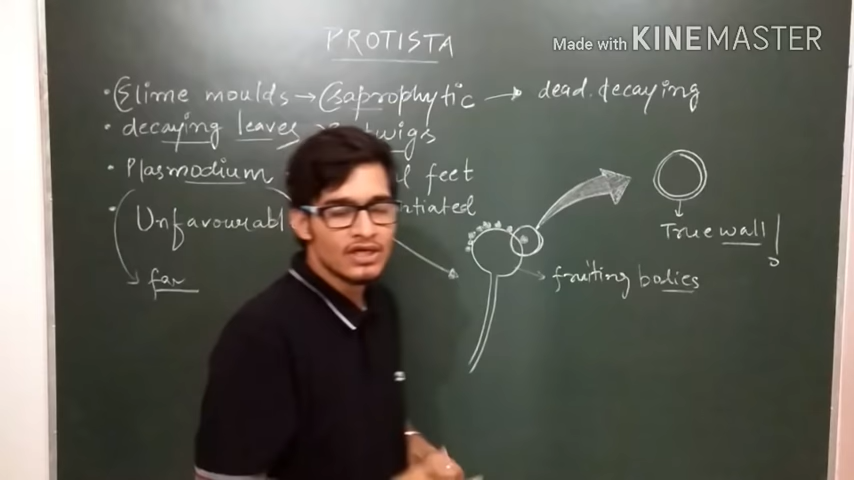 PROTISTA
Made with KINEMASTER
• Slime moulds → saprophytic → dead. decaying
• decaying leaves twigs
• Plasmodium feet
• Unfavourabl ntiated
True wall !
far
fruiting bodies